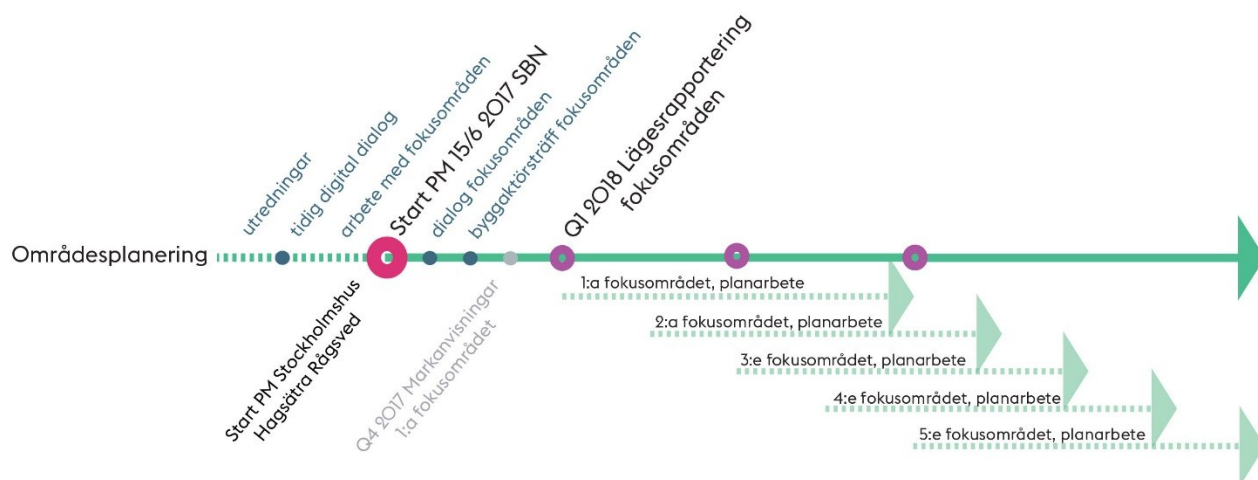 utredningar
tidig digital dialog
arbete med fokusområden
Start PM 15/6 2017 SBN
dialog fokusområden
byggaktörsträff fokusområden
Q1 2018 Lägesrapportering
fokusområden
Områdesplanering
Start PM Stockholmshus
Hagsätra Rågsved
Q4 2017 Markanvisningar
1:a fokusområdet
1:a fokusområdet, planarbete
2:a fokusområdet, planarbete
3:e fokusområdet, planarbete
4:e fokusområdet, planarbete
5:e fokusområdet, planarbete